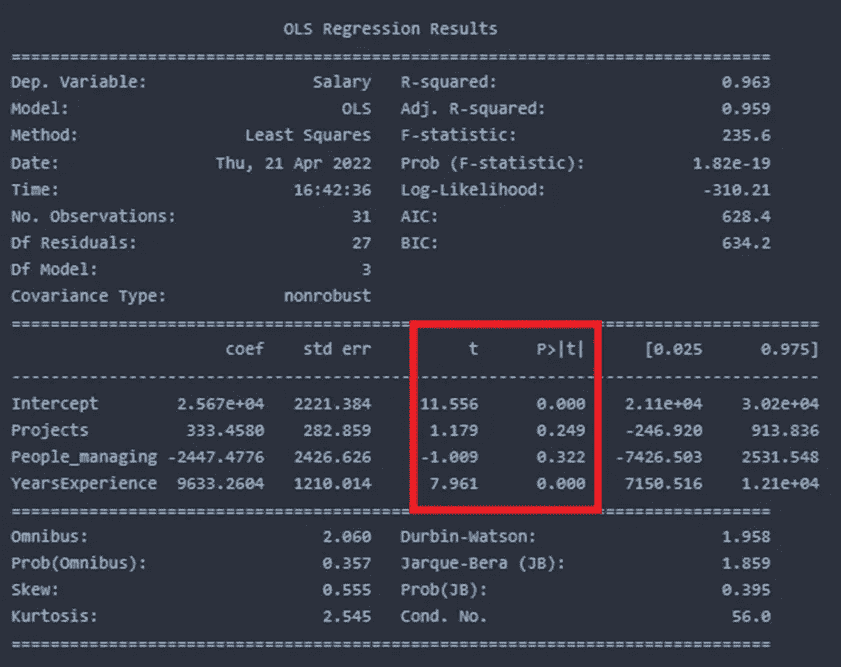 OLS Regression Results
==============================================================================
Dep. Variable: Salary R-squared: 0.963
Model: OLS Adj. R-squared: 0.959
Method: Least Squares F-statistic: 235.6
Date: Thu, 21 Apr 2022 Prob (F-statistic): 1.82e-19
Time: 16:42:36 Log-Likelihood: -310.21
No. Observations: 31 AIC: 628.4
Df Residuals: 27 BIC: 634.2
Df Model: 3
Covariance Type: nonrobust
===================================================================================
coef std err t P>|t| [0.025 0.975]
-----------------------------------------------------------------------------------
Intercept 2.567e+04 2221.384 11.556 0.000 2.11e+04 3.02e+04
Projects 333.4580 282.859 1.179 0.249 -246.920 913.836
People_managing -2447.4776 2426.626 -1.009 0.322 -7426.503 2531.548
YearsExperience 9633.2604 1210.014 7.961 0.000 7150.516 1.21e+04
==============================================================================
Omnibus: 2.060 Durbin-Watson: 1.958
Prob(Omnibus): 0.357 Jarque-Bera (JB): 1.859
Skew: 0.555 Prob(JB): 0.395
Kurtosis: 2.545 Cond. No. 56.0
==============================================================================